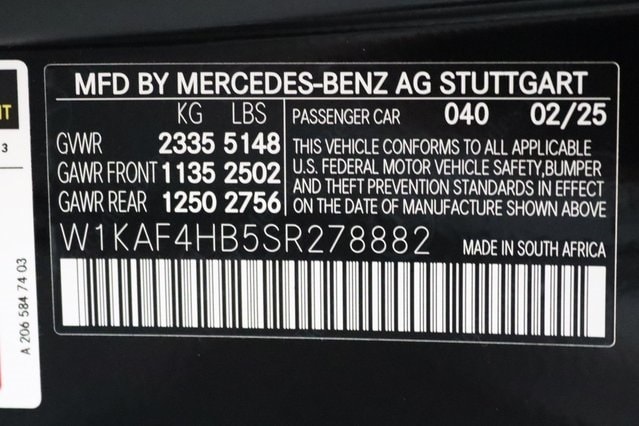 MFD BY MERCEDES-BENZ AG STUTTGART
KG LBS
GVWR 2335 5148
GAWR FRONT 1135 2502
GAWR REAR 1250 2756
PASSENGER CAR 040 02/25
THIS VEHICLE CONFORMS TO ALL APPLICABLE
U.S. FEDERAL MOTOR VEHICLE SAFETY,BUMPER
AND THEFT PREVENTION STANDARDS IN EFFECT
ON THE DATE OF MANUFACTURE SHOWN ABOVE
W1KAF4HB5SR278882 MADE IN SOUTH AFRICA
A 206 584 74 03